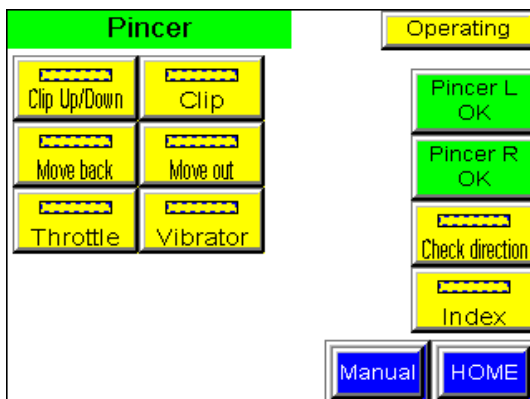 Pincer
Operating
Clip Up/Down
Clip
Pincer L
OK
Move back
Move out
Pincer R
OK
Throttle
Vibrator
Check direction
Index
Manual
HOME